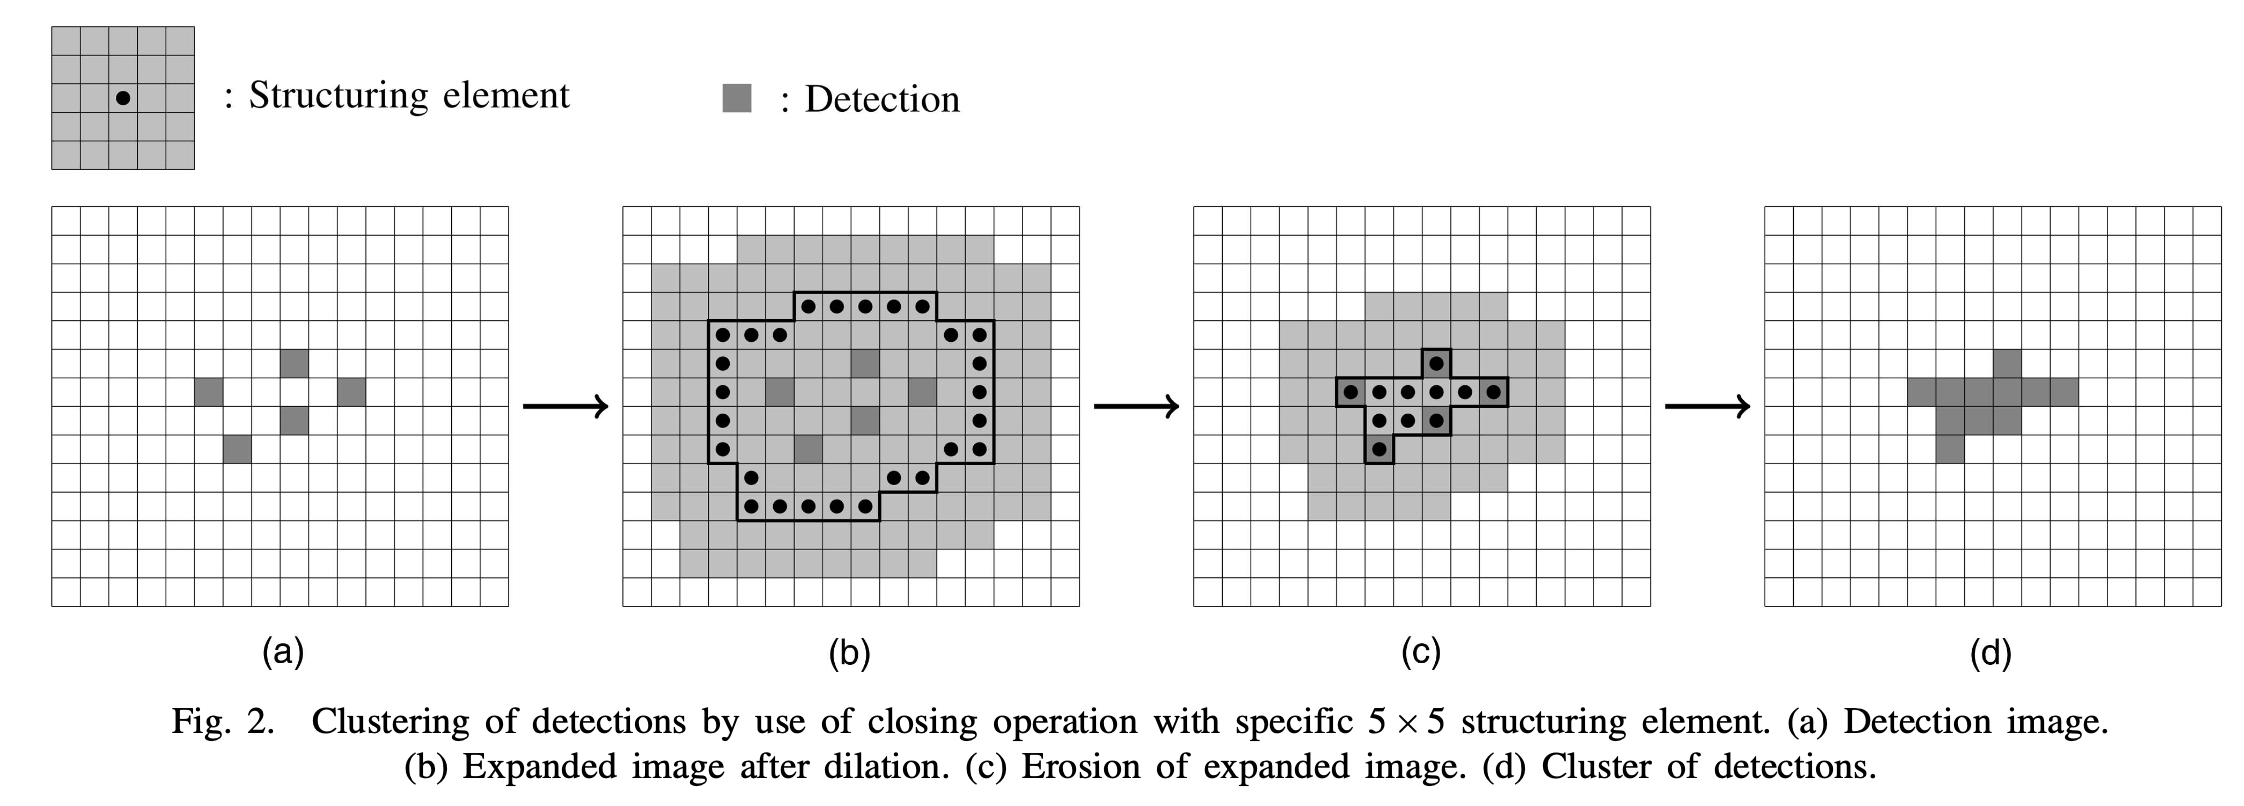 : Structuring element
: Detection
(a)
(b)
(c)
(d)
Fig. 2. Clustering of detections by use of closing operation with specific 5 × 5 structuring element. (a) Detection image.
(b) Expanded image after dilation. (c) Erosion of expanded image. (d) Cluster of detections.